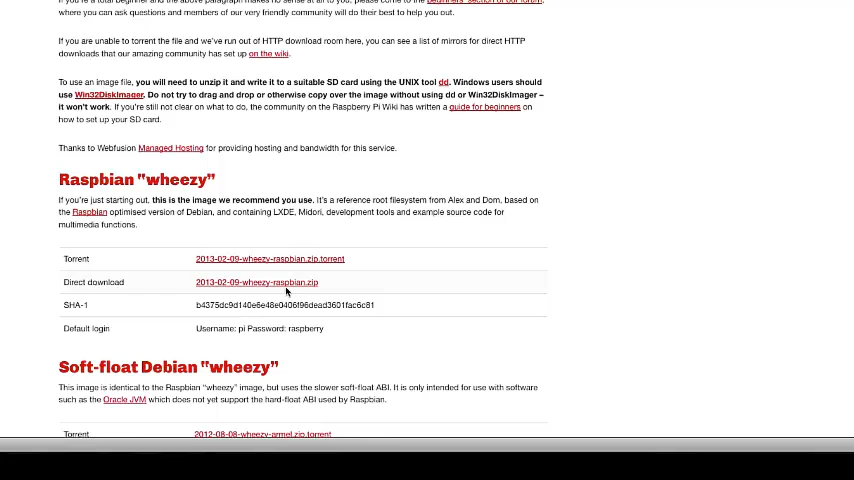 If you're a total beginner and the above paragraph makes no sense at all to you, please come to the beginners' section of our forum,
where you can ask questions and members of our very friendly community will do their best to help you out.
If you are unable to torrent the file and we've run out of HTTP download room here, you can see a list of mirrors for direct HTTP
downloads that our amazing community has set up on the wiki.
To use an image file, you will need to unzip it and write it to a suitable SD card using the UNIX tool dd. Windows users should
use Win32DiskImager. Do not try to drag and drop or otherwise copy over the image without using dd or Win32DiskImager –
it won't work. If you're still not clear on what to do, the community on the Raspberry Pi Wiki has written a guide for beginners on
how to set up your SD card.
Thanks to Webfusion Managed Hosting for providing hosting and bandwidth for this service.
Raspbian "wheezy"
If you're just starting out, this is the image we recommend you use. It's a reference root filesystem from Alex and Dom, based on
the Raspbian optimised version of Debian, and containing LXDE, Midori, development tools and example source code for
multimedia functions.
Torrent 2013-02-09-wheezy-raspbian.zip.torrent
Direct download 2013-02-09-wheezy-raspbian.zip
SHA-1 b4375dc9d140e6e48e0406f96dead3601fac6c81
Default login Username: pi Password: raspberry
Soft-float Debian "wheezy"
This image is identical to the Raspbian "wheezy" image, but uses the slower soft-float ABI. It is only intended for use with software
such as the Oracle JVM which does not yet support the hard-float ABI used by Raspbian.
Torrent 2012-08-08-wheezy-armel.zip.torrent